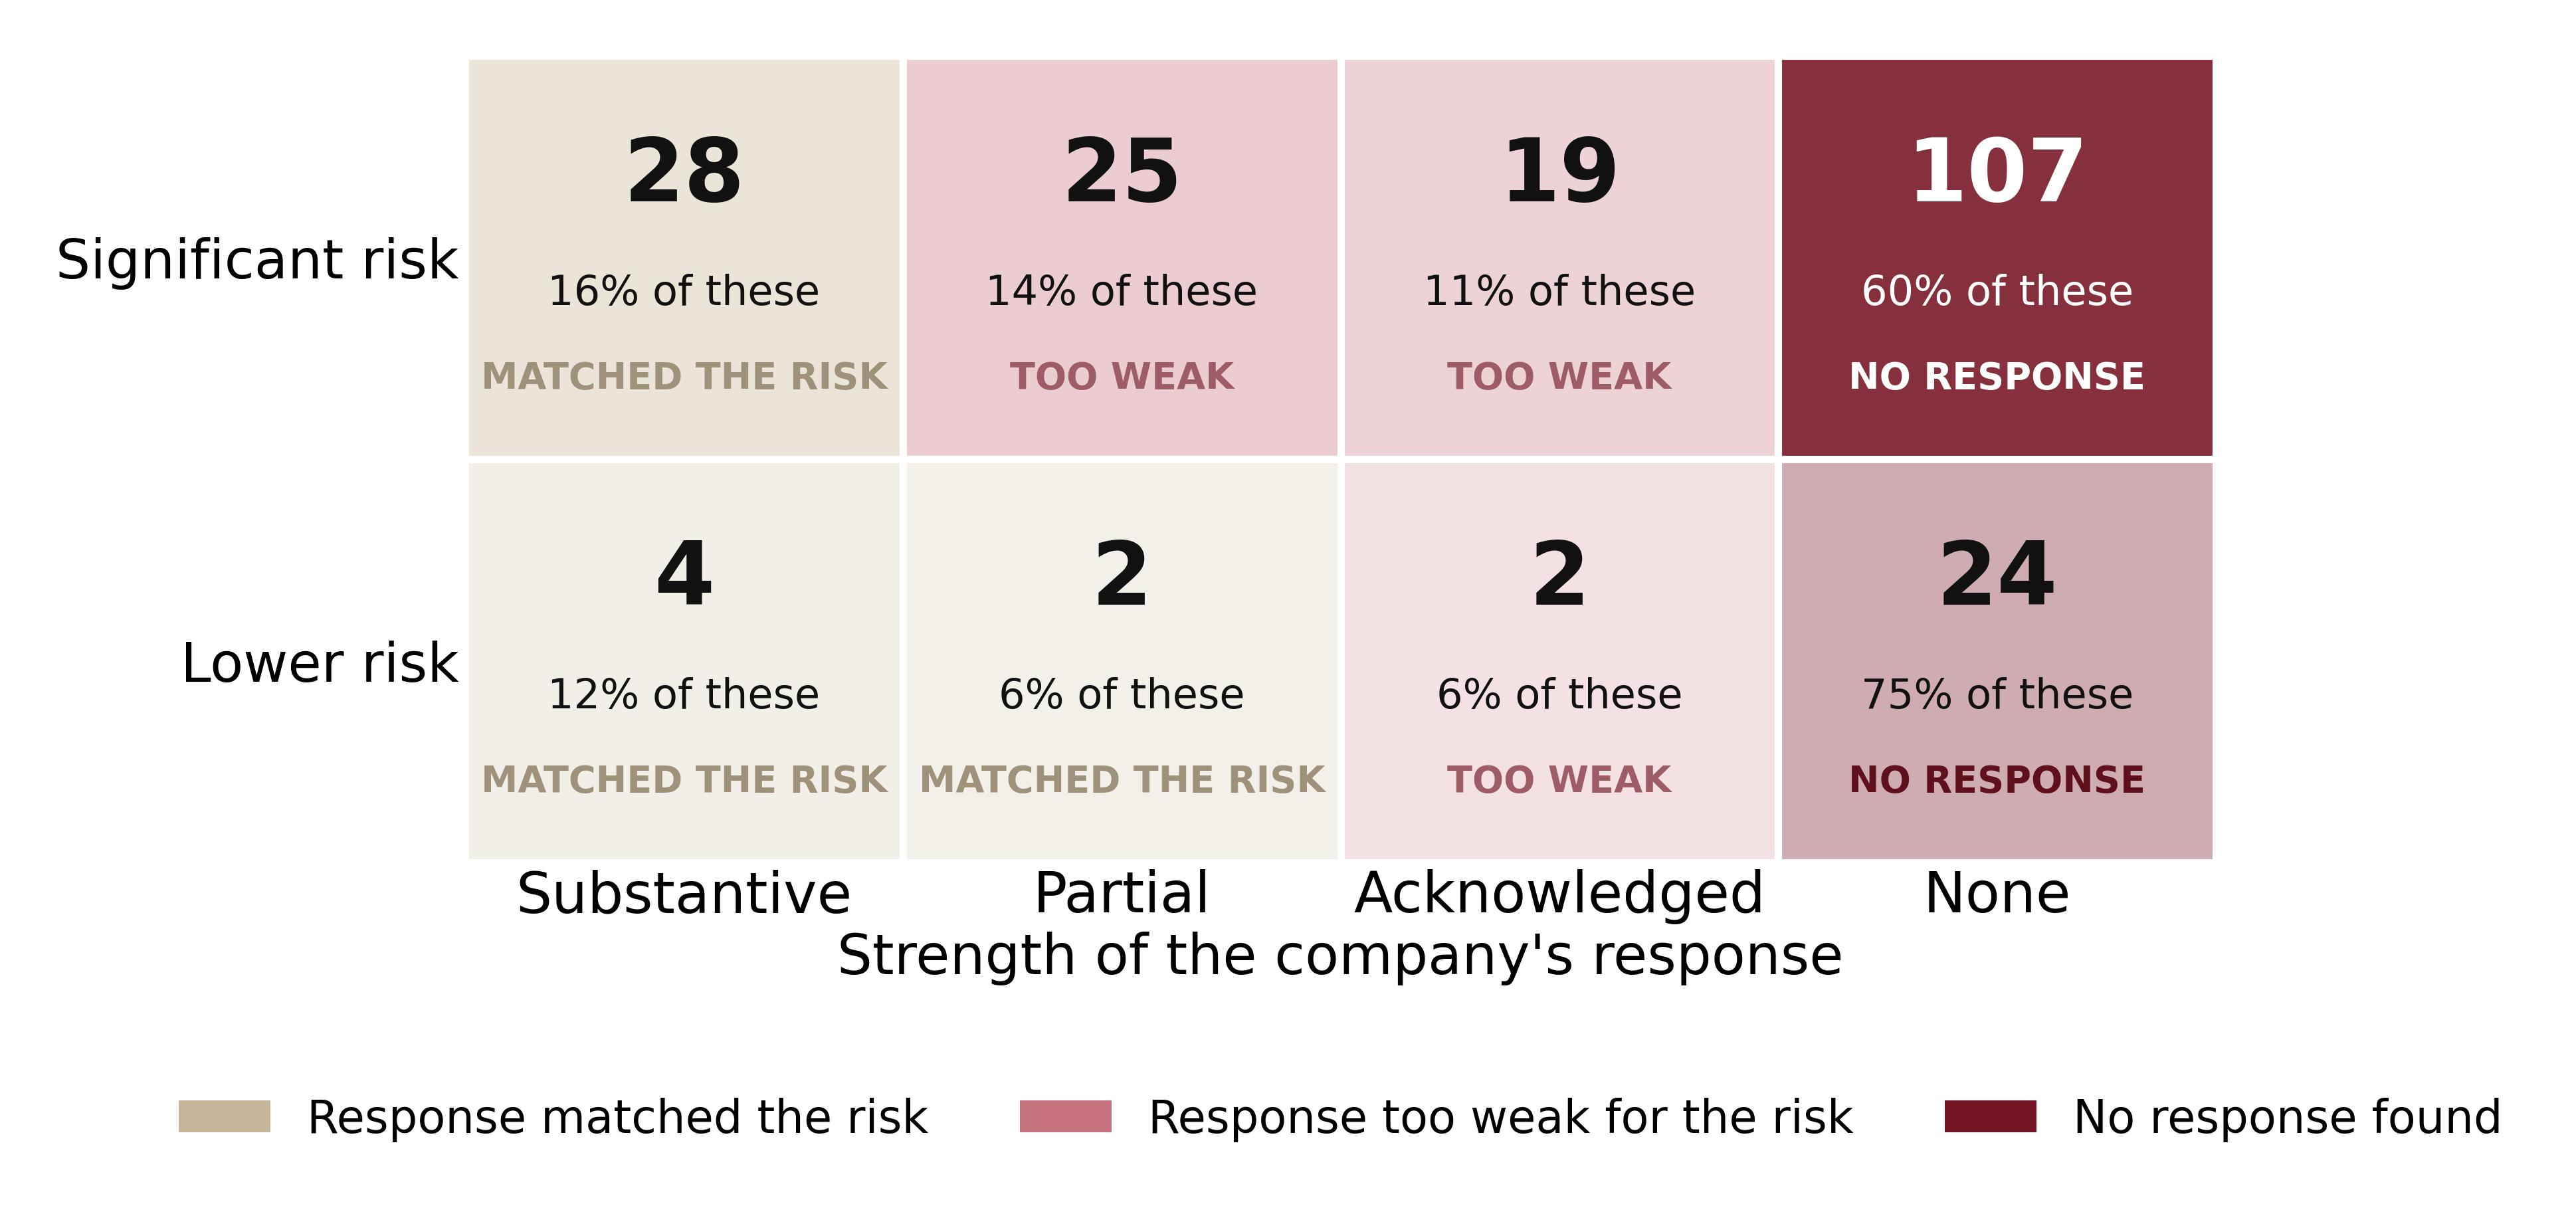 28
25
19
107
Significant risk
16% of these
14% of these
11% of these
60% of these
MATCHED THE RISK
TOO WEAK
TOO WEAK
NO RESPONSE
4
2
2
24
Lower risk
12% of these
6% of these
6% of these
75% of these
MATCHED THE RISK
MATCHED THE RISK
TOO WEAK
NO RESPONSE
Substantive
Partial
Acknowledged
None
Strength of the company's response
Response matched the risk
Response too weak for the risk
No response found